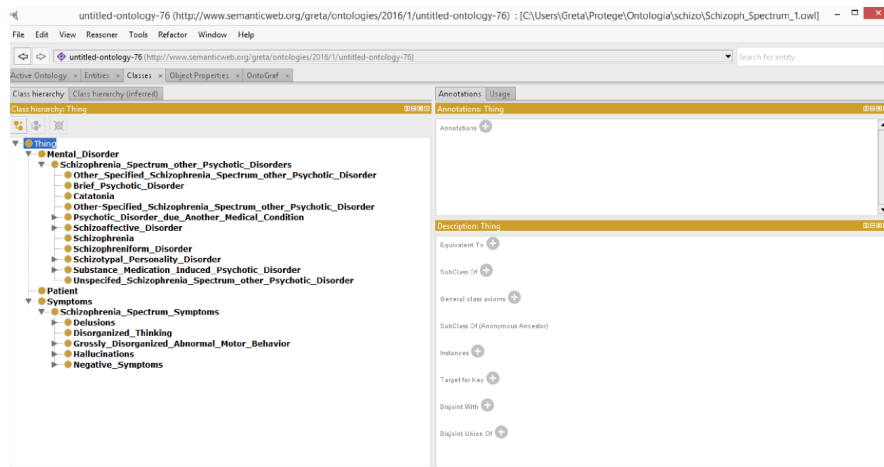 untitled-ontology-76 (http://www.semanticweb.org/greta/ontologies/2016/1/untitled-ontology-76) : [C:\Users\Greta\Protege\Ontologia\schizo\Schizoph_Spectrum_1.owl]
File Edit View Reasoner Tools Refactor Window Help
untitled-ontology-76 (http://www.semanticweb.org/greta/ontologies/2016/1/untitled-ontology-76)
Search for entity
Active Ontology × Entities × Classes × Object Properties × OntoGraf ×
Class hierarchy Class hierarchy (inferred)
Class hierarchy: Thing
Thing
Mental_Disorder
Schizophrenia_Spectrum_other_Psychotic_Disorders
Other_Specified_Schizophrenia_Spectrum_other_Psychotic_Disorder
Brief_Psychotic_Disorder
Catatonia
Other-Specified_Schizophrenia_Spectrum_other_Psychotic_Disorder
Psychotic_Disorder_due_Another_Medical_Condition
Schizoaffective_Disorder
Schizophrenia
Schizophreniform_Disorder
Schizotypal_Personality_Disorder
Substance_Medication_Induced_Psychotic_Disorder
Unspecifed_Schizophrenia_Spectrum_other_Psychotic_Disorder
Patient
Symptoms
Schizophrenia_Spectrum_Symptoms
Delusions
Disorganized_Thinking
Grossly_Disorganized_Abnormal_Motor_Behavior
Hallucinations
Negative_Symptoms
Annotations Usage
Annotations: Thing
Annotations
Description: Thing
Equivalent To
SubClass Of
General class axioms
SubClass Of (Anonymous Ancestor)
Instances
Target for Key
Disjoint With
Disjoint Union Of